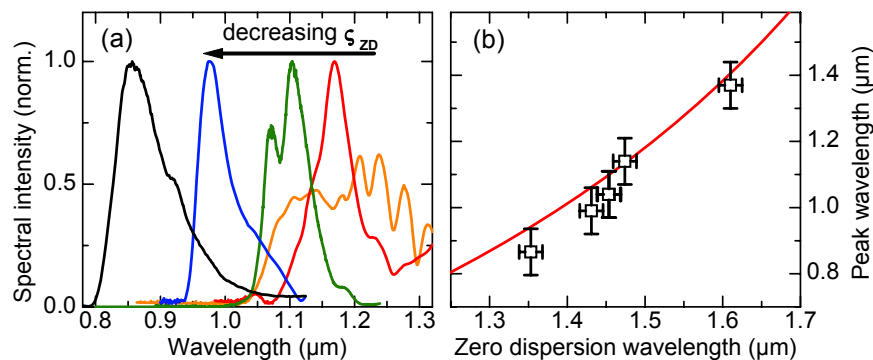 (a)
decreasing ς ZD
1.0
0.5
0.0
Spectral intensity (norm.)
0.8 0.9 1.0 1.1 1.2 1.3
Wavelength (µm)
(b)
1.4
1.2
1.0
0.8
Peak wavelength (µm)
1.3 1.4 1.5 1.6 1.7
Zero dispersion wavelength (µm)